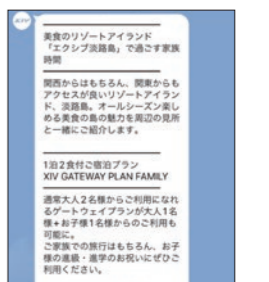 XIV
美食のリゾートアイランド
「エクシブ淡路島」で過ごす家族
時間
関西からはもちろん、関東からも
アクセスが良いリゾートアイラン
ド、淡路島。オールシーズン楽し
める美食の島の魅力を周辺の見所
と一緒にご紹介します。
1泊2食付ご宿泊プラン
XIV GATEWAY PLAN FAMILY
通常大人2名様からご利用になれ
るゲートウェイプランが大人1名
様+お子様1名様からのご利用も
可能に。
ご家族での旅行はもちろん、お子
様の進級・進学のお祝いにぜひご
利用ください。